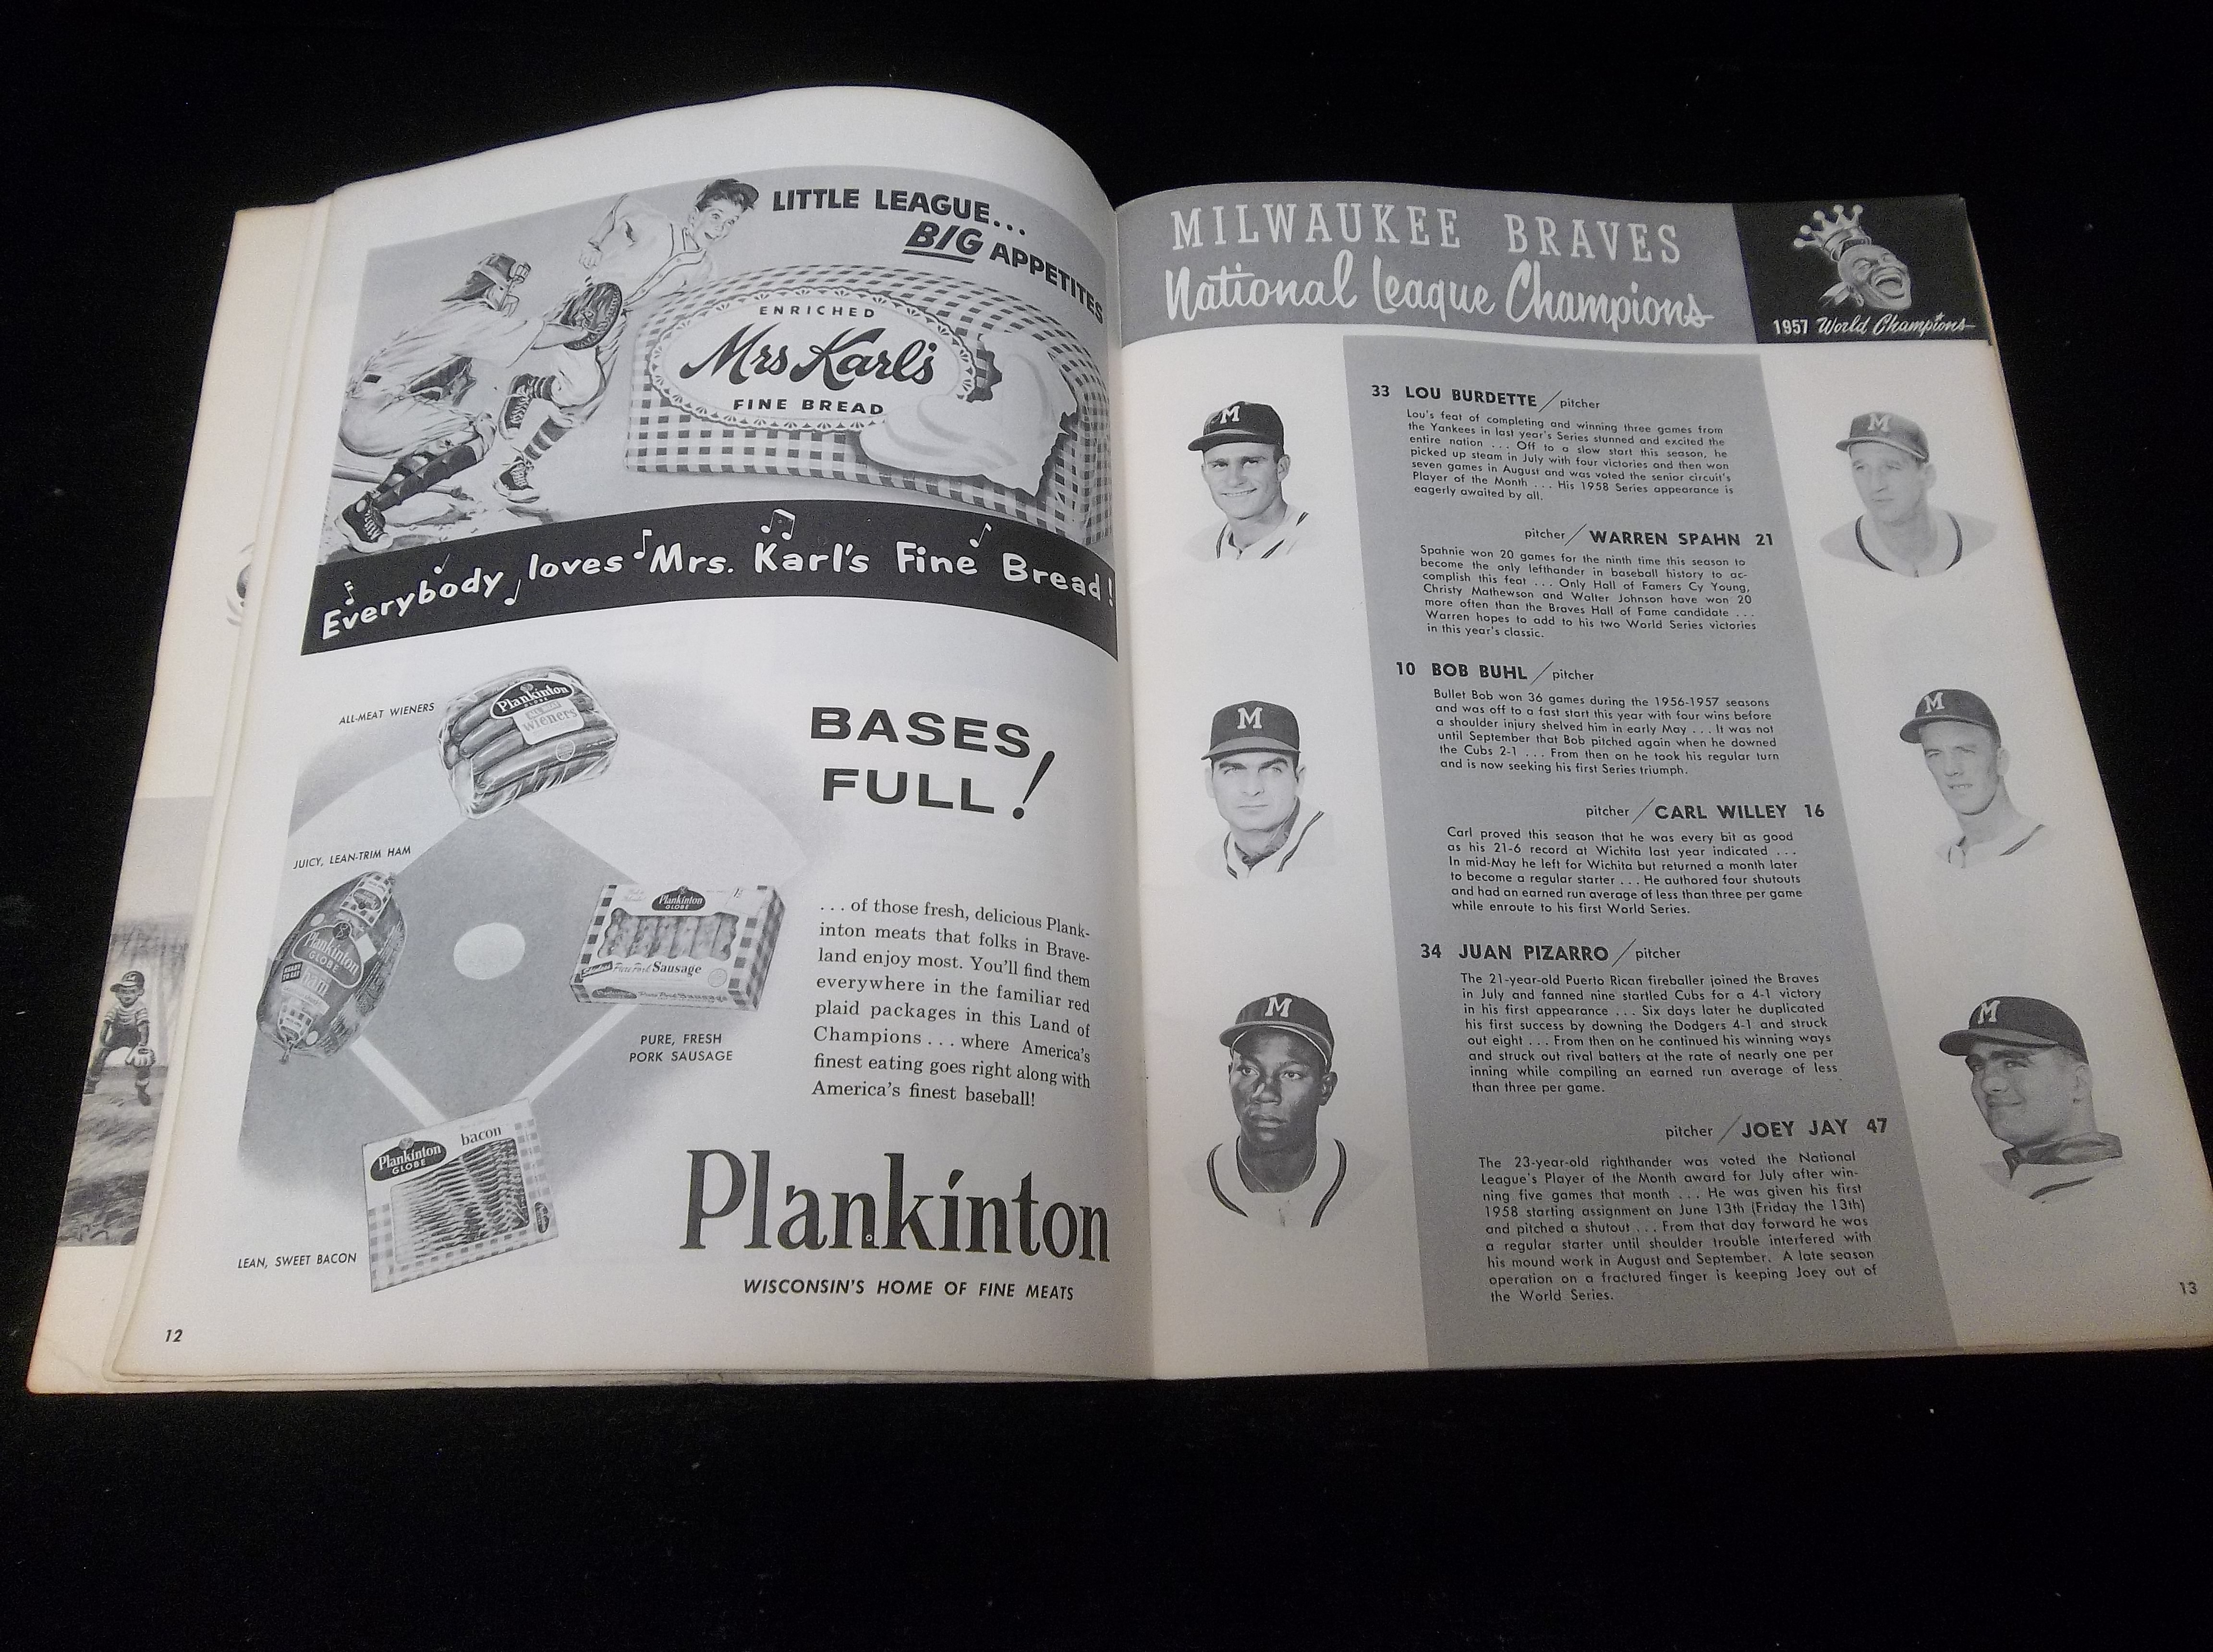 LITTLE LEAGUE...
BIG APPETITES
ENRICHED
Mrs Karl's
FINE BREAD
Everybody loves Mrs. Karl's Fine Bread!
ALL-MEAT WIENERS
Plankinton
GLOBE
ALL MEAT
wieners
BASES
FULL!
JUICY, LEAN-TRIM HAM
Plankinton
GLOBE
READY
TO EAT
ham
Plankinton
GLOBE
Pure Pork Sausage
PURE, FRESH
PORK SAUSAGE
... of those fresh, delicious Plank-
inton meats that folks in Brave-
land enjoy most. You'll find them
everywhere in the familiar red
plaid packages in this Land of
Champions ... where America's
finest eating goes right along with
America's finest baseball!
Plankinton
GLOBE
bacon
LEAN, SWEET BACON
Plankinton
WISCONSIN'S HOME OF FINE MEATS
12
MILWAUKEE BRAVES
National League Champions
1957 World Champions
33 LOU BURDETTE / pitcher
Lou's feat of completing and winning three games from
the Yankees in last year's Series stunned and excited the
entire nation ... Off to a slow start this season, he
picked up steam in July with four victories and then won
seven games in August and was voted the senior circuit's
Player of the Month ... His 1958 Series appearance is
eagerly awaited by all.
pitcher / WARREN SPAHN 21
Spahnie won 20 games for the ninth time this season to
become the only lefthander in baseball history to ac-
complish this feat ... Only Hall of Famers Cy Young,
Christy Mathewson and Walter Johnson have won 20
more often than the Braves Hall of Fame candidate ...
Warren hopes to add to his two World Series victories
in this year's classic.
10 BOB BUHL / pitcher
Bullet Bob won 36 games during the 1956-1957 seasons
and was off to a fast start this year with four wins before
a shoulder injury shelved him in early May ... It was not
until September that Bob pitched again when he downed
the Cubs 2-1 ... From then on he took his regular turn
and is now seeking his first Series triumph.
pitcher / CARL WILLEY 16
Carl proved this season that he was every bit as good
as his 21-6 record at Wichita last year indicated ...
In mid-May he left for Wichita but returned a month later
to become a regular starter ... He authored four shutouts
and had an earned run average of less than three per game
while enroute to his first World Series.
34 JUAN PIZARRO / pitcher
The 21-year-old Puerto Rican fireballer joined the Braves
in July and fanned nine startled Cubs for a 4-1 victory
in his first appearance ... Six days later he duplicated
his first success by downing the Dodgers 4-1 and struck
out eight ... From then on he continued his winning ways
and struck out rival batters at the rate of nearly one per
inning while compiling an earned run average of less
than three per game.
pitcher / JOEY JAY 47
The 23-year-old righthander was voted the National
League's Player of the Month award for July after win-
ning five games that month ... He was given his first
1958 starting assignment on June 13th (Friday the 13th)
and pitched a shutout ... From that day forward he was
a regular starter until shoulder trouble interfered with
his mound work in August and September. A late season
operation on a fractured finger is keeping Joey out of
the World Series.
M
M
M
M
M
M
13